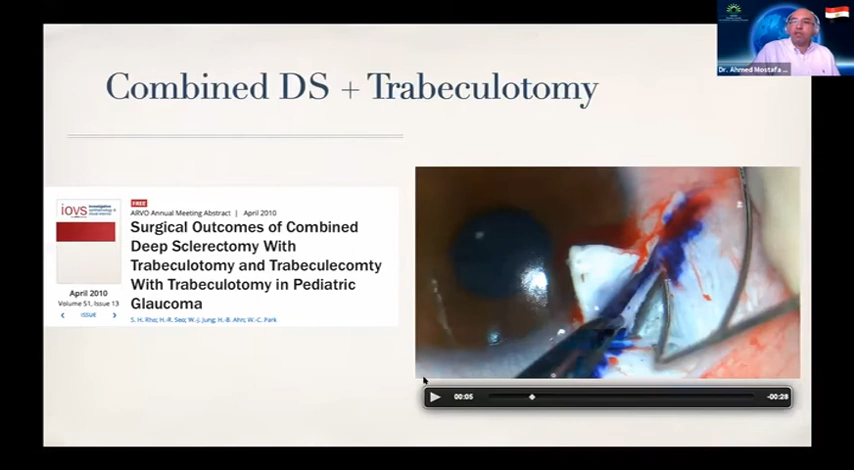 Combined DS + Trabeculotomy
Dr. Ahmed Mostafa ...
iovs
April 2010
Volume 51, Issue 13
ISSUE
FREE
ARVO Annual Meeting Abstract | April 2010
Surgical Outcomes of Combined
Deep Sclerectomy With
Trabeculotomy and Trabeculecomty
With Trabeculotomy in Pediatric
Glaucoma
S. H. Rho; H.-R. Seo; W.-J. Jung; H.-B. Ahn; W.-C. Park
00:05
-00:28